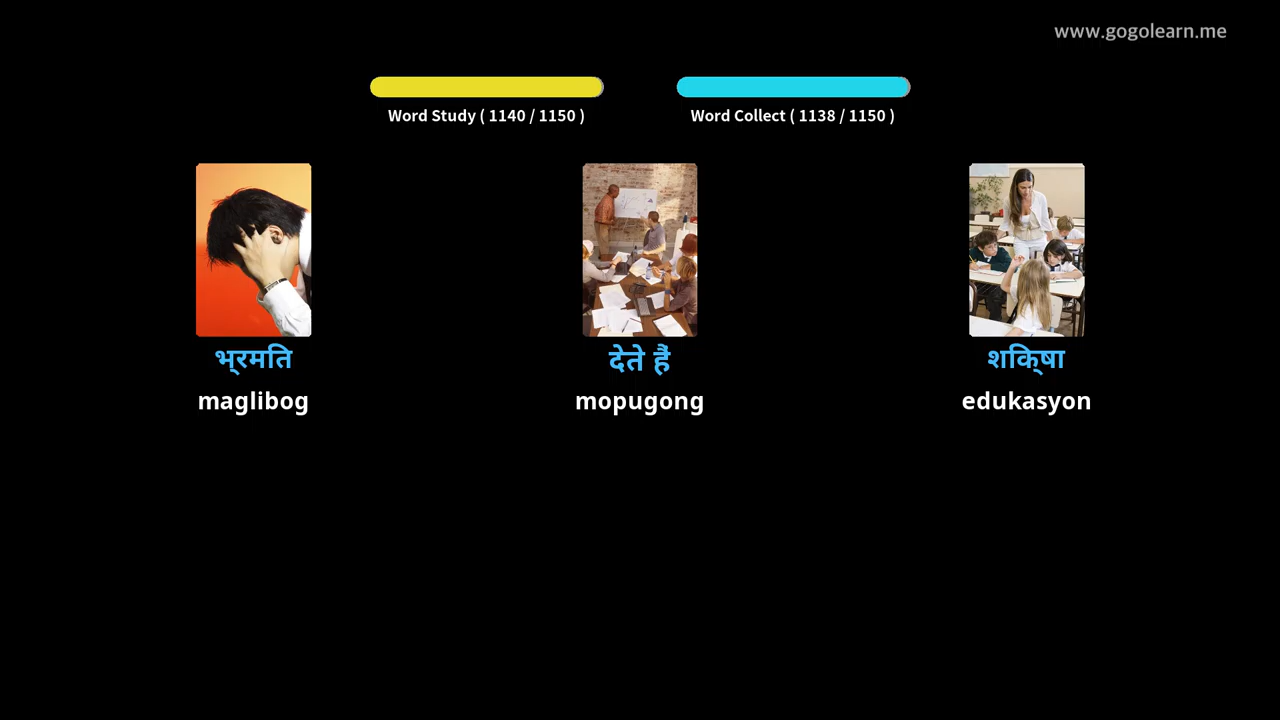 www.gogolearn.me
Word Study ( 1140 / 1150 )
Word Collect ( 1138 / 1150 )
भ्रमति
देते हैं
शकि्षा
maglibog
mopugong
edukasyon